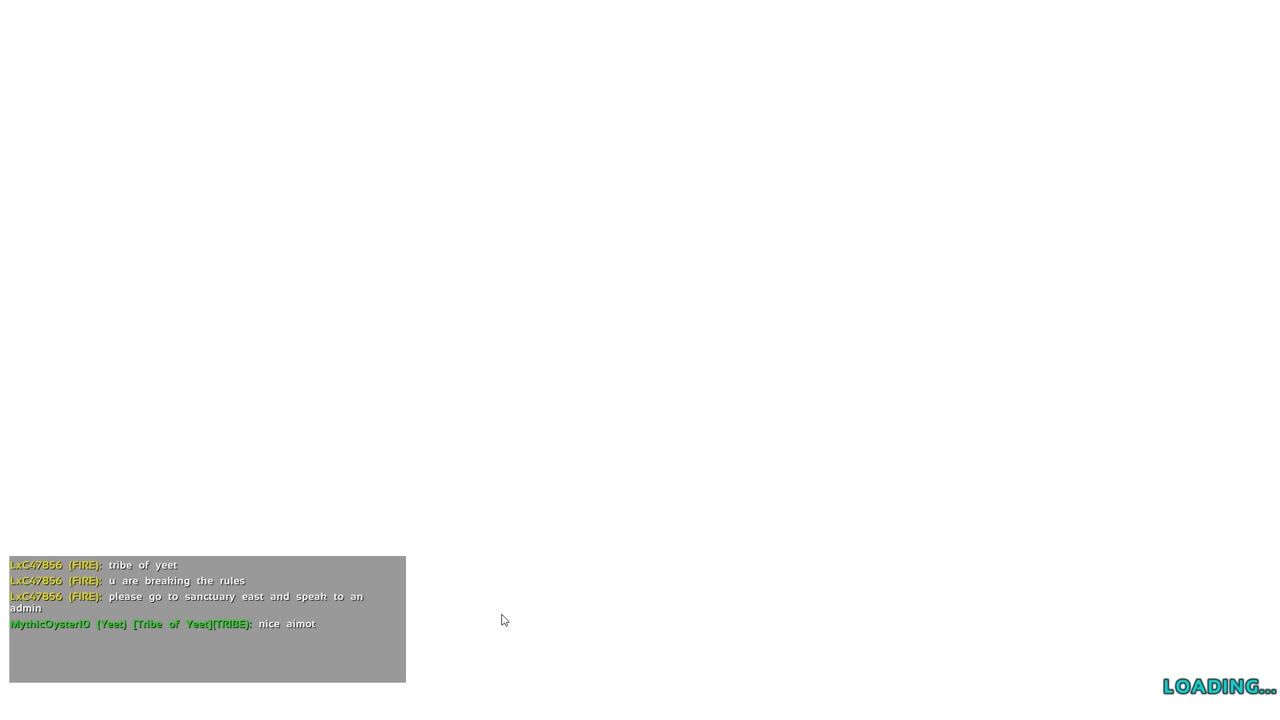 LxC47856 (FIRE): tribe of yeet
LxC47856 (FIRE): u are breaking the rules
LxC47856 (FIRE): please go to sanctuary east and speak to an
admin
MythicOyster10 (Yeet) [Tribe of Yeet][TRIBE]: nice aimot
LOADING...